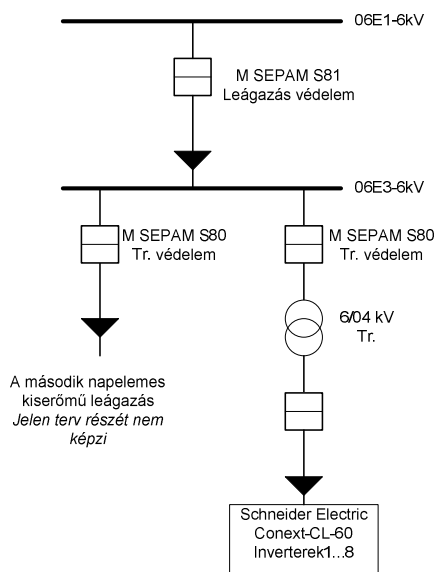 06E1-6kV
M SEPAM S81
Leágazás védelem
06E3-6kV
M SEPAM S80
Tr. védelem
M SEPAM S80
Tr. védelem
6/04 kV
Tr.
A második napelemes
kiserőmű leágazás
Jelen terv részét nem
képzi
Schneider Electric
Conext-CL-60
Inverterek1...8